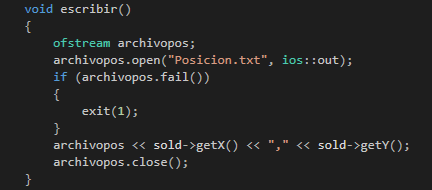 void escribir()
{
    ofstream archivopos;
    archivopos.open("Posicion.txt", ios::out);
    if (archivopos.fail())
    {
        exit(1);
    }
    archivopos << sold->getX() << "," << sold->getY();
    archivopos.close();
}